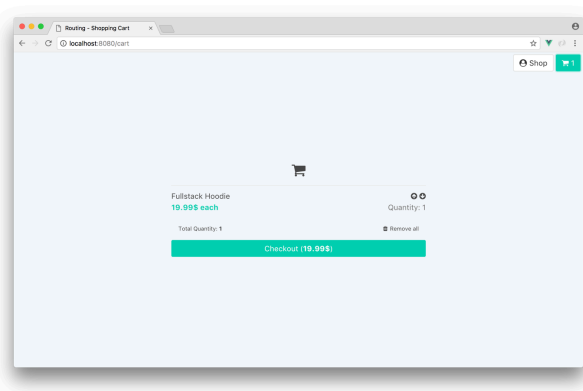 Routing - Shopping Cart
localhost:8080/cart
Shop 1
Fullstack Hoodie
19.99$ each Quantity: 1
Total Quantity: 1 Remove all
Checkout (19.99$)